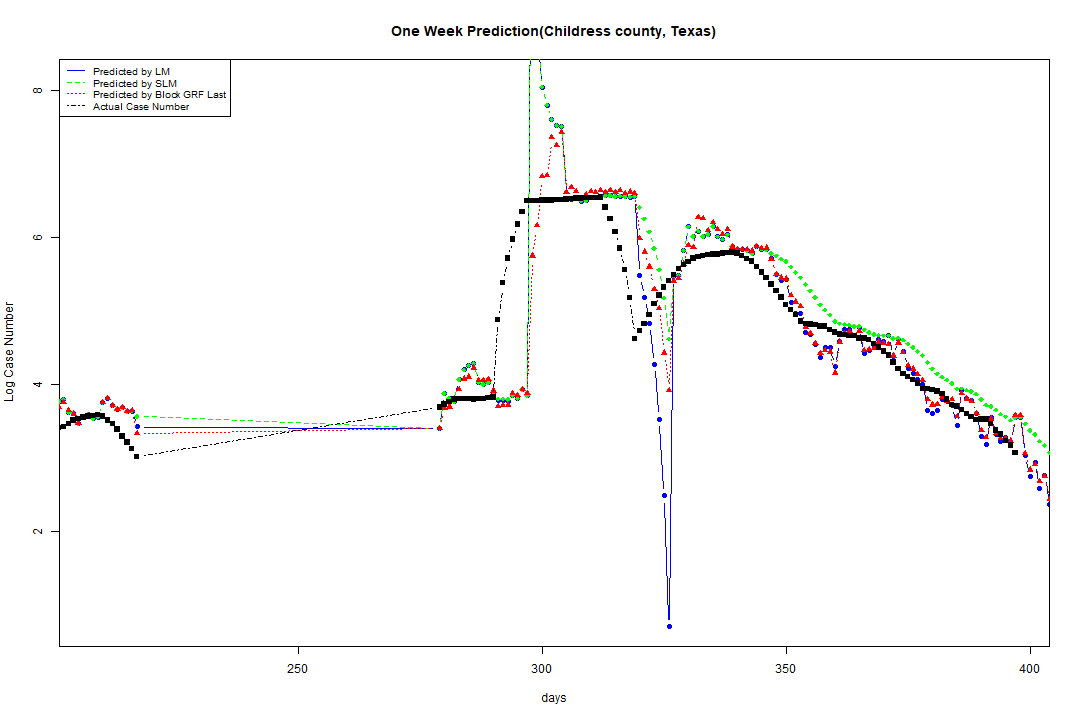 One Week Prediction(Childress county, Texas)
Predicted by LM
Predicted by SLM
Predicted by Block GRF Last
Actual Case Number
8
6
4
2
Log Case Number
250
300
350
400
days